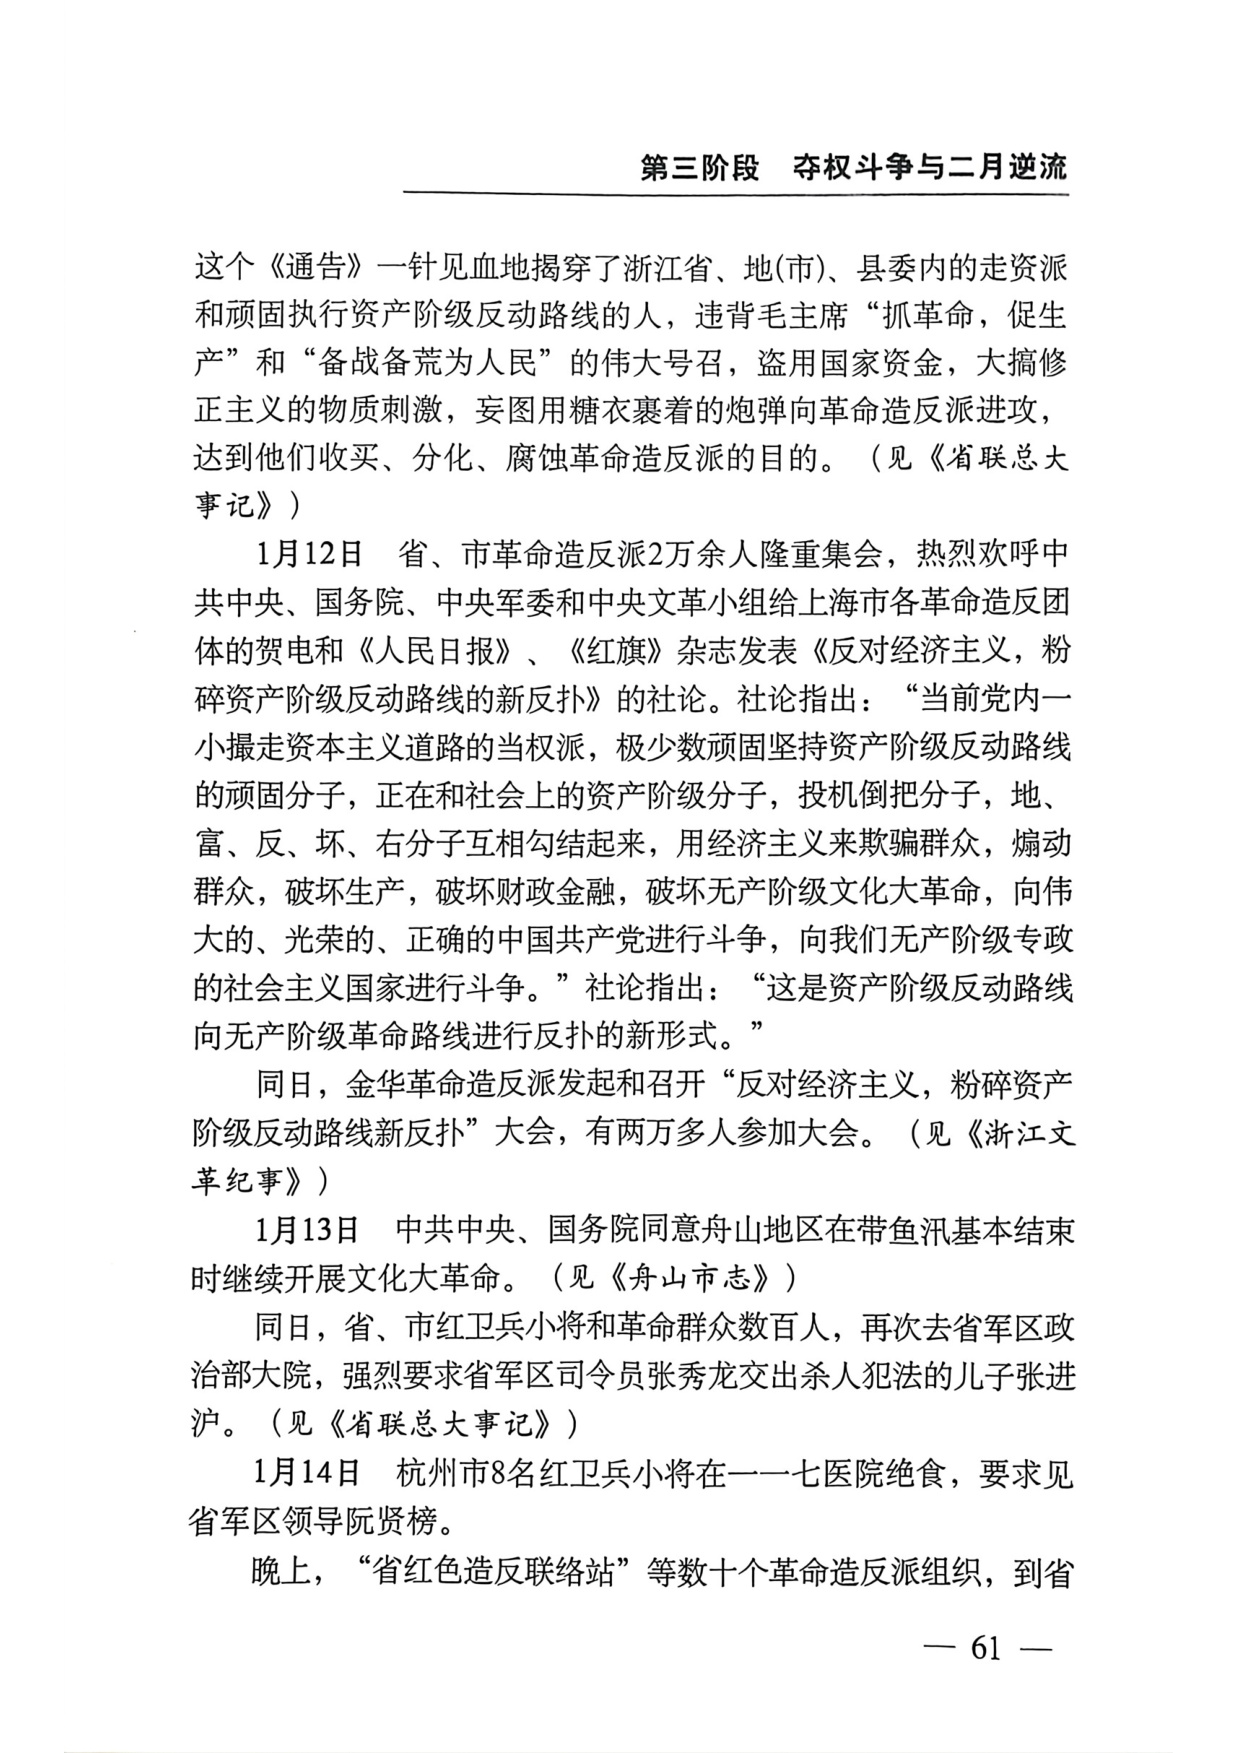 第三阶段　夺权斗争与二月逆流
这个《通告》一针见血地揭穿了浙江省、地(市)、县委内的走资派
和顽固执行资产阶级反动路线的人，违背毛主席“抓革命，促生
产”和“备战备荒为人民”的伟大号召，盗用国家资金，大搞修
正主义的物质刺激，妄图用糖衣裹着的炮弹向革命造反派进攻，
达到他们收买、分化、腐蚀革命造反派的目的。（见《省联总大
事记》）
1月12日　省、市革命造反派2万余人隆重集会，热烈欢呼中
共中央、国务院、中央军委和中央文革小组给上海市各革命造反团
体的贺电和《人民日报》、《红旗》杂志发表《反对经济主义，粉
碎资产阶级反动路线的新反扑》的社论。社论指出：“当前党内一
小撮走资本主义道路的当权派，极少数顽固坚持资产阶级反动路线
的顽固分子，正在和社会上的资产阶级分子，投机倒把分子，地、
富、反、坏、右分子互相勾结起来，用经济主义来欺骗群众，煽动
群众，破坏生产，破坏财政金融，破坏无产阶级文化大革命，向伟
大的、光荣的、正确的中国共产党进行斗争，向我们无产阶级专政
的社会主义国家进行斗争。”社论指出：“这是资产阶级反动路线
向无产阶级革命路线进行反扑的新形式。”
同日，金华革命造反派发起和召开“反对经济主义，粉碎资产
阶级反动路线新反扑”大会，有两万多人参加大会。（见《浙江文
革纪事》）
1月13日　中共中央、国务院同意舟山地区在带鱼汛基本结束
时继续开展文化大革命。（见《舟山市志》）
同日，省、市红卫兵小将和革命群众数百人，再次去省军区政
治部大院，强烈要求省军区司令员张秀龙交出杀人犯法的儿子张进
沪。（见《省联总大事记》）
1月14日　杭州市8名红卫兵小将在一一七医院绝食，要求见
省军区领导阮贤榜。
晚上，“省红色造反联络站”等数十个革命造反派组织，到省
— 61 —